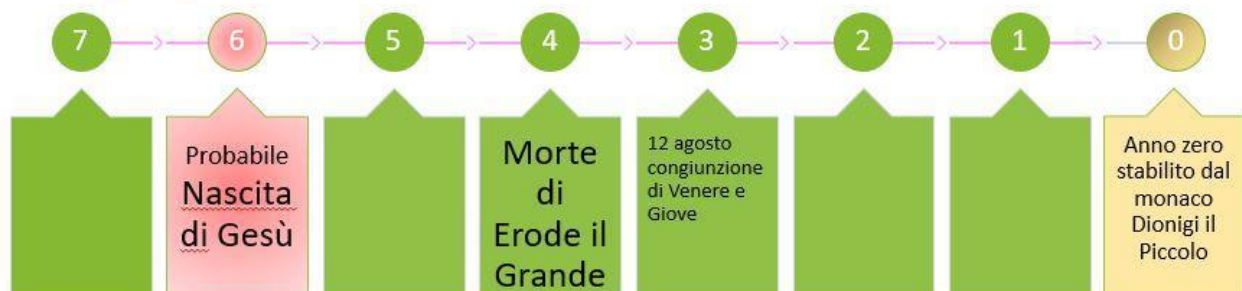 7
6
5
4
3
2
1
0
Probabile
Nascita
di Gesù
Morte
di
Erode il
Grande
12 agosto
congiunzione
di Venere e
Giove
Anno zero
stabilito dal
monaco
Dionigi il
Piccolo